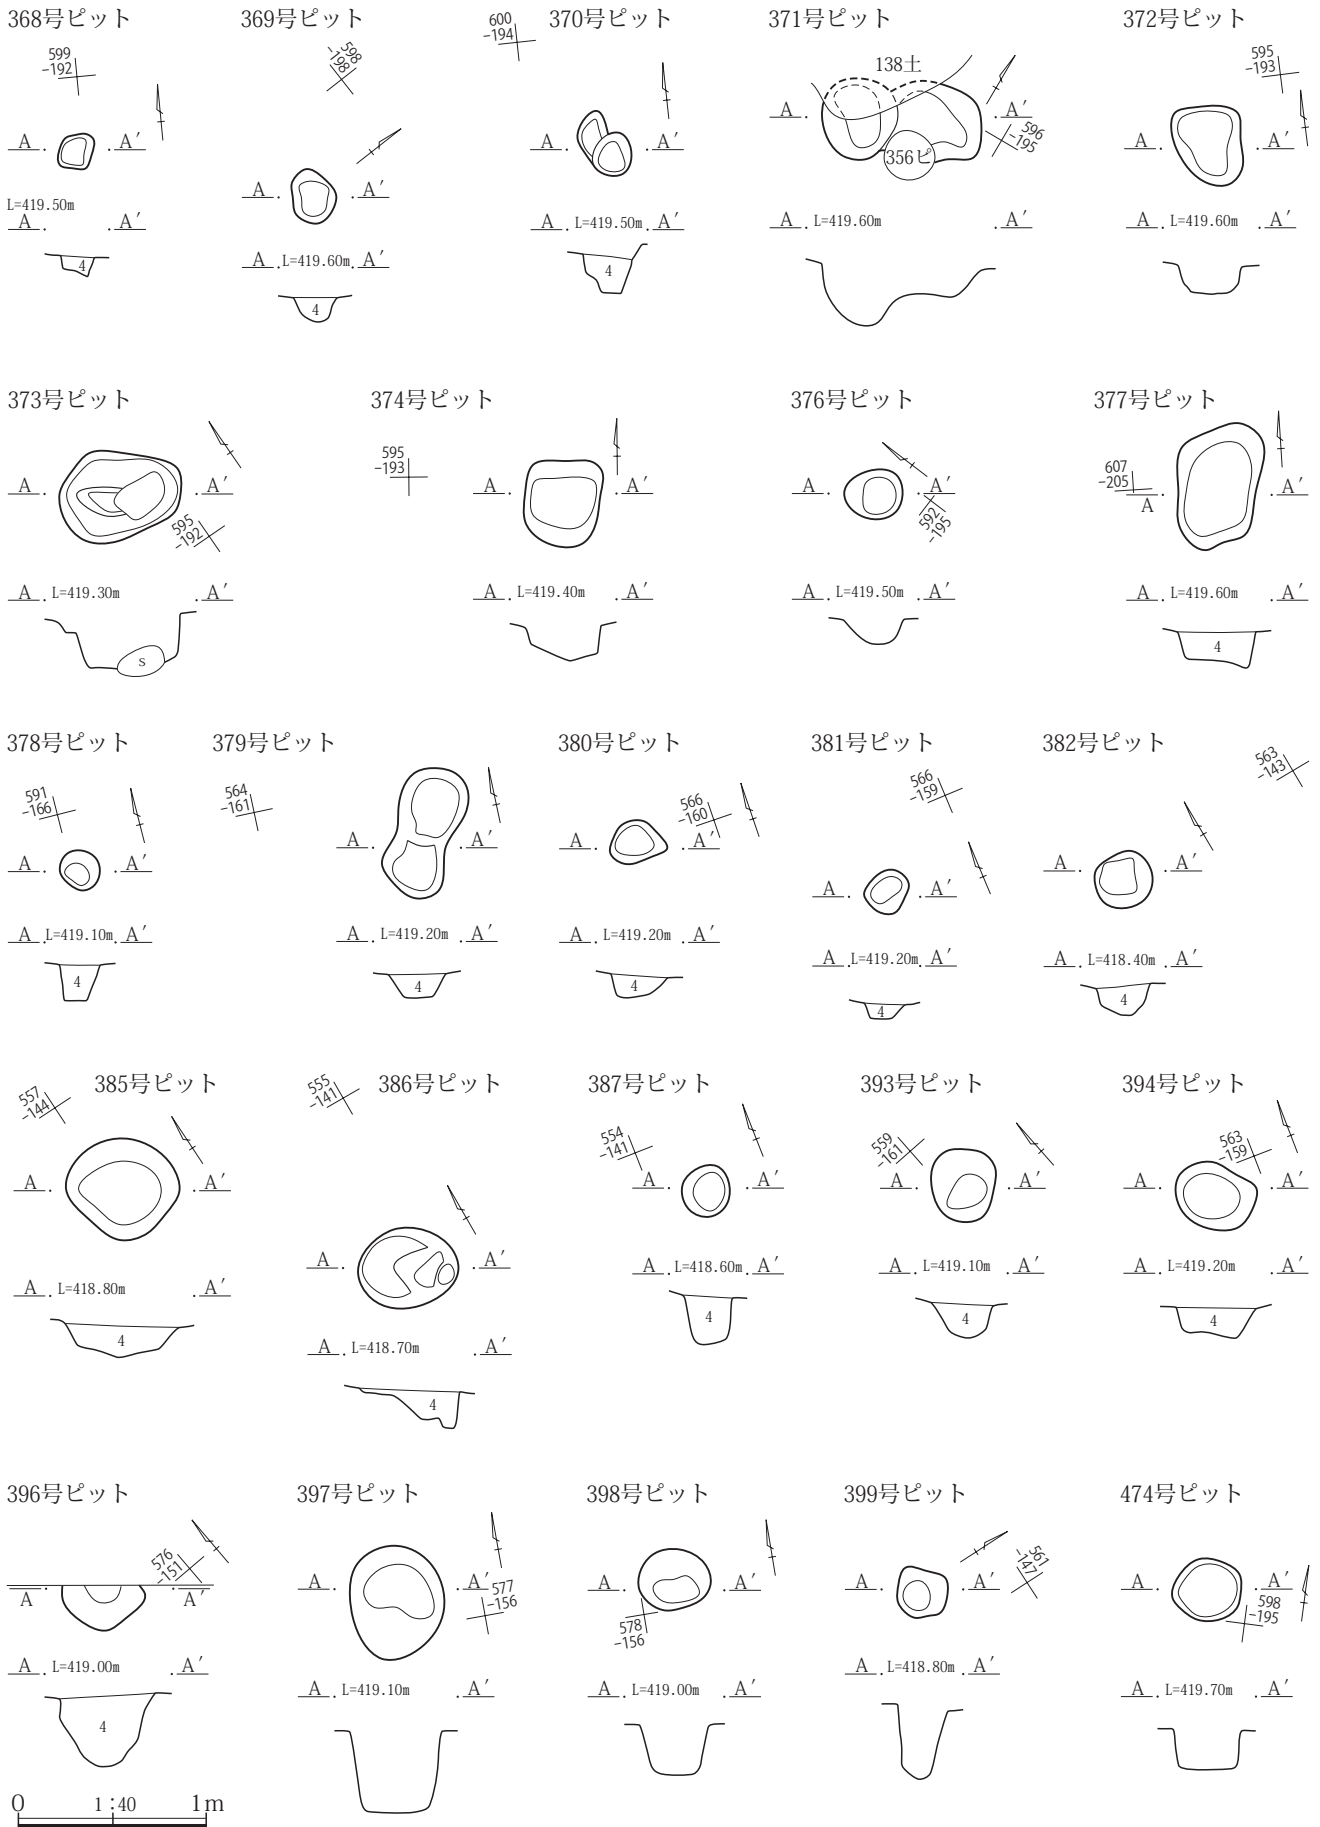 368号ピット
599
-192
A . . A′
L=419.50m
A . . A′
4
369号ピット
598
-198
A . . A′
A . L=419.60m . A′
4
370号ピット
600
-194
A . . A′
A . L=419.50m . A′
4
371号ピット
138土
A . . A′
596
-195
356ピ
A . L=419.60m . A′
372号ピット
595
-193
A . . A′
A . L=419.60m . A′
373号ピット
A . . A′
595
-192
A . L=419.30m . A′
S
374号ピット
595
-193
A . . A′
A . L=419.40m . A′
376号ピット
A . . A′
592
-195
A . L=419.50m . A′
377号ピット
607
-205
A . A′
A . L=419.60m . A′
4
378号ピット
591
-166
A . . A′
A . L=419.10m . A′
4
379号ピット
564
-161
A . . A′
A . L=419.20m . A′
4
380号ピット
566
-160
A . . A′
A . L=419.20m . A′
4
381号ピット
566
-159
A . . A′
A . L=419.20m . A′
4
382号ピット
563
-143
A . . A′
A . L=418.40m . A′
4
385号ピット
557
-144
A . . A′
A . L=418.80m . A′
4
386号ピット
555
-141
A . . A′
A . L=418.70m . A′
4
387号ピット
554
-141
A . . A′
A . L=418.60m . A′
4
393号ピット
559
-161
A . . A′
A . L=419.10m . A′
4
394号ピット
563
-159
A . . A′
A . L=419.20m . A′
4
396号ピット
576
-151
A . . A′
A . L=419.00m . A′
4
397号ピット
A . . A′
577
-156
A . L=419.10m . A′
398号ピット
A . . A′
578
-156
A . L=419.00m . A′
399号ピット
561
-147
A . . A′
A . L=418.80m . A′
474号ピット
A . . A′
598
-195
A . L=419.70m . A′
0 1:40 1m